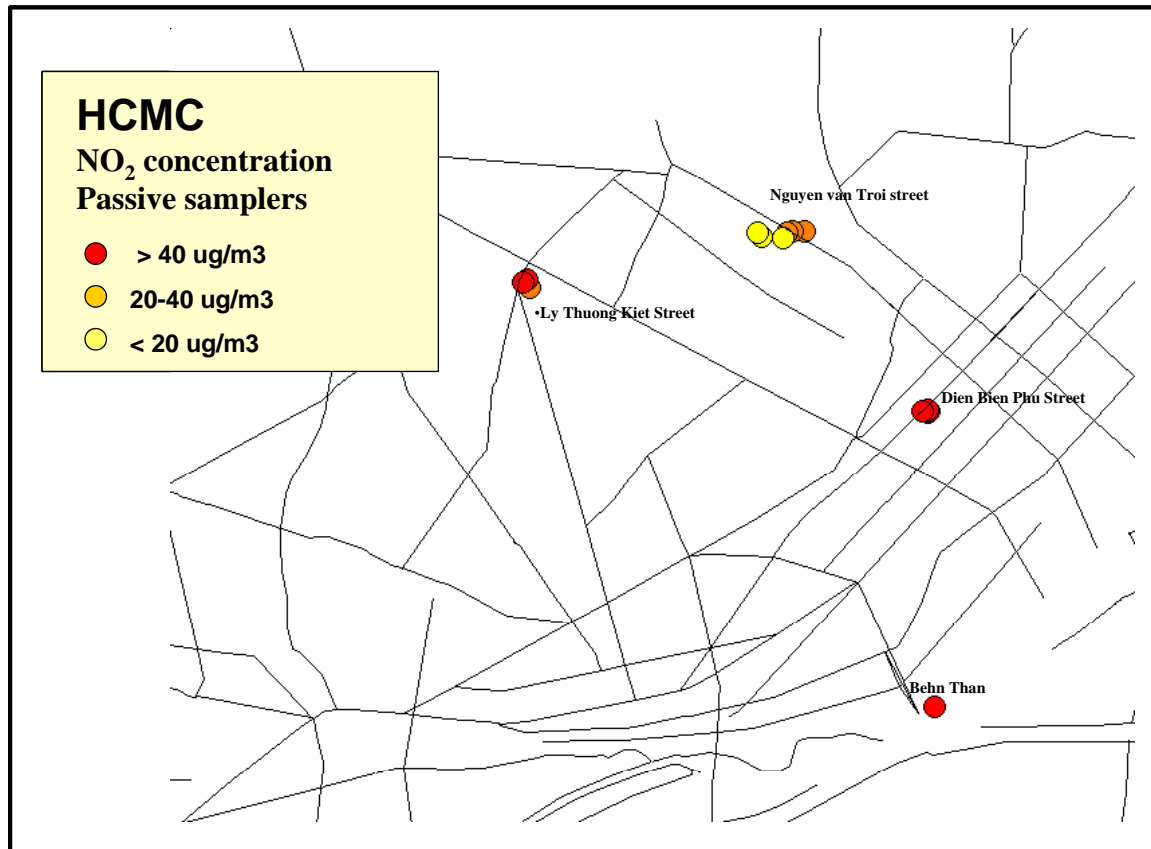 HCMC
NO₂ concentration
Passive samplers
> 40 ug/m3
20-40 ug/m3
< 20 ug/m3
Nguyen van Troi street
•Ly Thuong Kiet Street
Dien Bien Phu Street
Behn Than